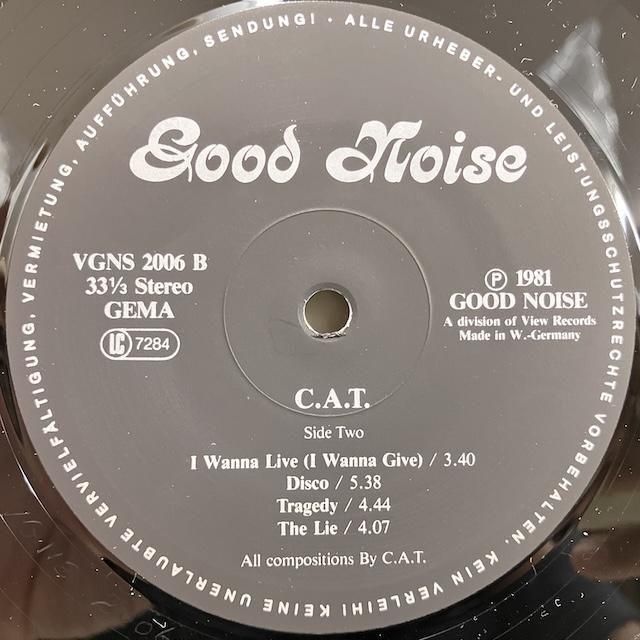 Good Noise
VGNS 2006 B
33⅓ Stereo
GEMA
LC 7284
Ⓟ 1981
GOOD NOISE
A division of View Records
Made in W.-Germany
C.A.T.
Side Two
I Wanna Live (I Wanna Give) / 3.40
Disco / 5.38
Tragedy / 4.44
The Lie / 4.07
All compositions By C.A.T.
ALLE URHEBER- UND LEISTUNGSSCHUTZRECHTE VORBEHALTEN. KEIN VERLEIH! KEINE UNERLAUBTE VERVIELFÄLTIGUNG, VERMIETUNG, AUFFÜHRUNG, SENDUNG! ·